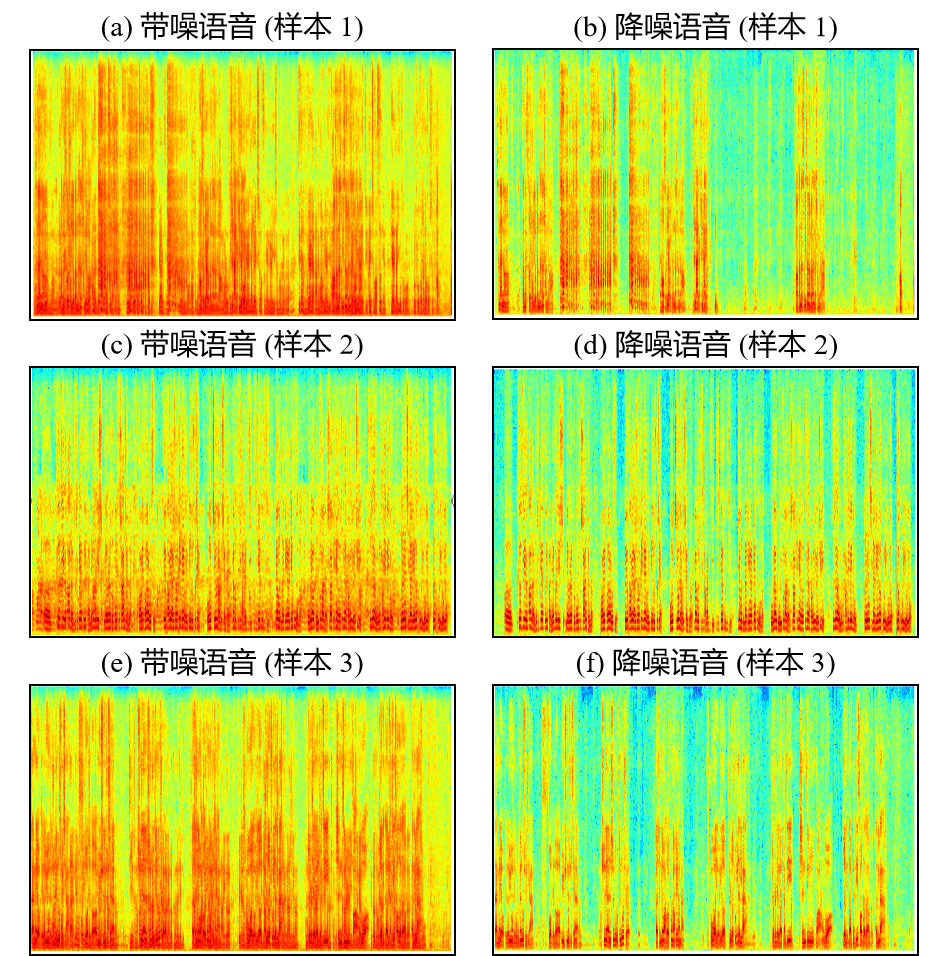 (a) 带噪语音 (样本 1)
(b) 降噪语音 (样本 1)
(c) 带噪语音 (样本 2)
(d) 降噪语音 (样本 2)
(e) 带噪语音 (样本 3)
(f) 降噪语音 (样本 3)